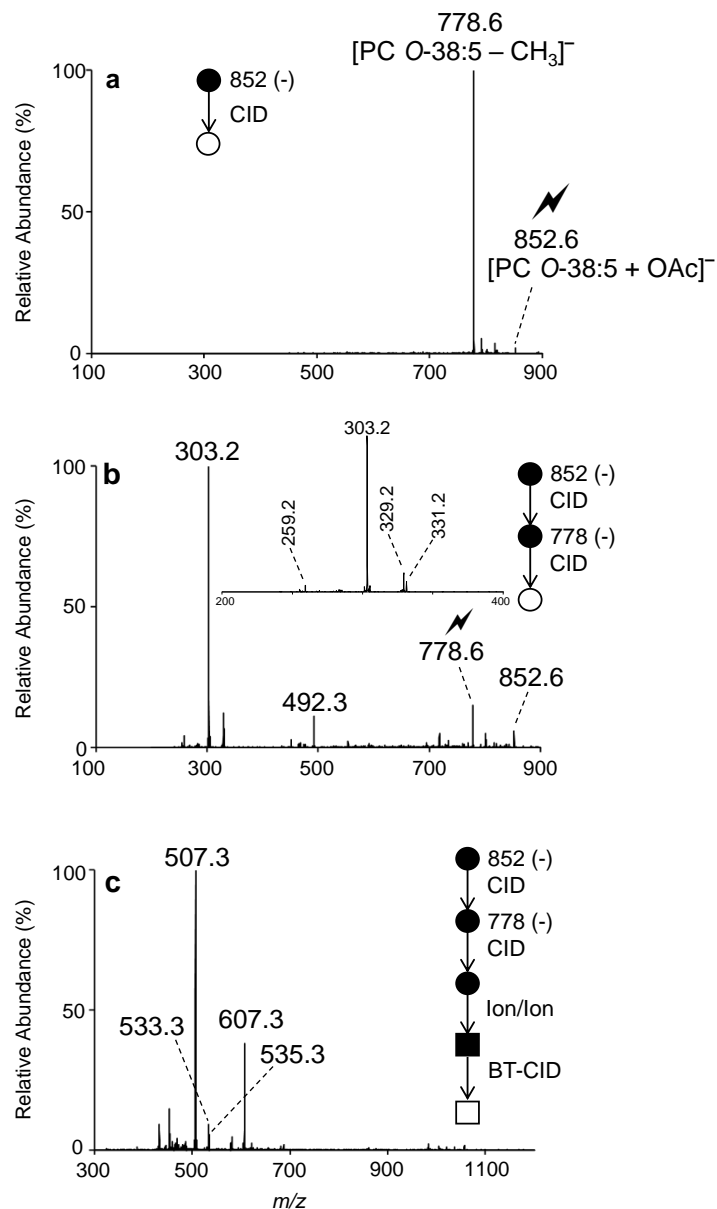 778.6
[PC O-38:5 – CH₃]⁻
100
a
852 (-)
CID
50
852.6
[PC O-38:5 + OAc]⁻
0
Relative Abundance (%)
100 300 500 700 900
303.2
100
b
303.2
259.2
329.2
331.2
200 400
852 (-)
CID
778 (-)
CID
50
778.6
852.6
492.3
0
Relative Abundance (%)
100 300 500 700 900
507.3
100
c
852 (-)
CID
778 (-)
CID
Ion/Ion
BT-CID
50
607.3
533.3
535.3
0
Relative Abundance (%)
300 500 700 900 1100
m/z